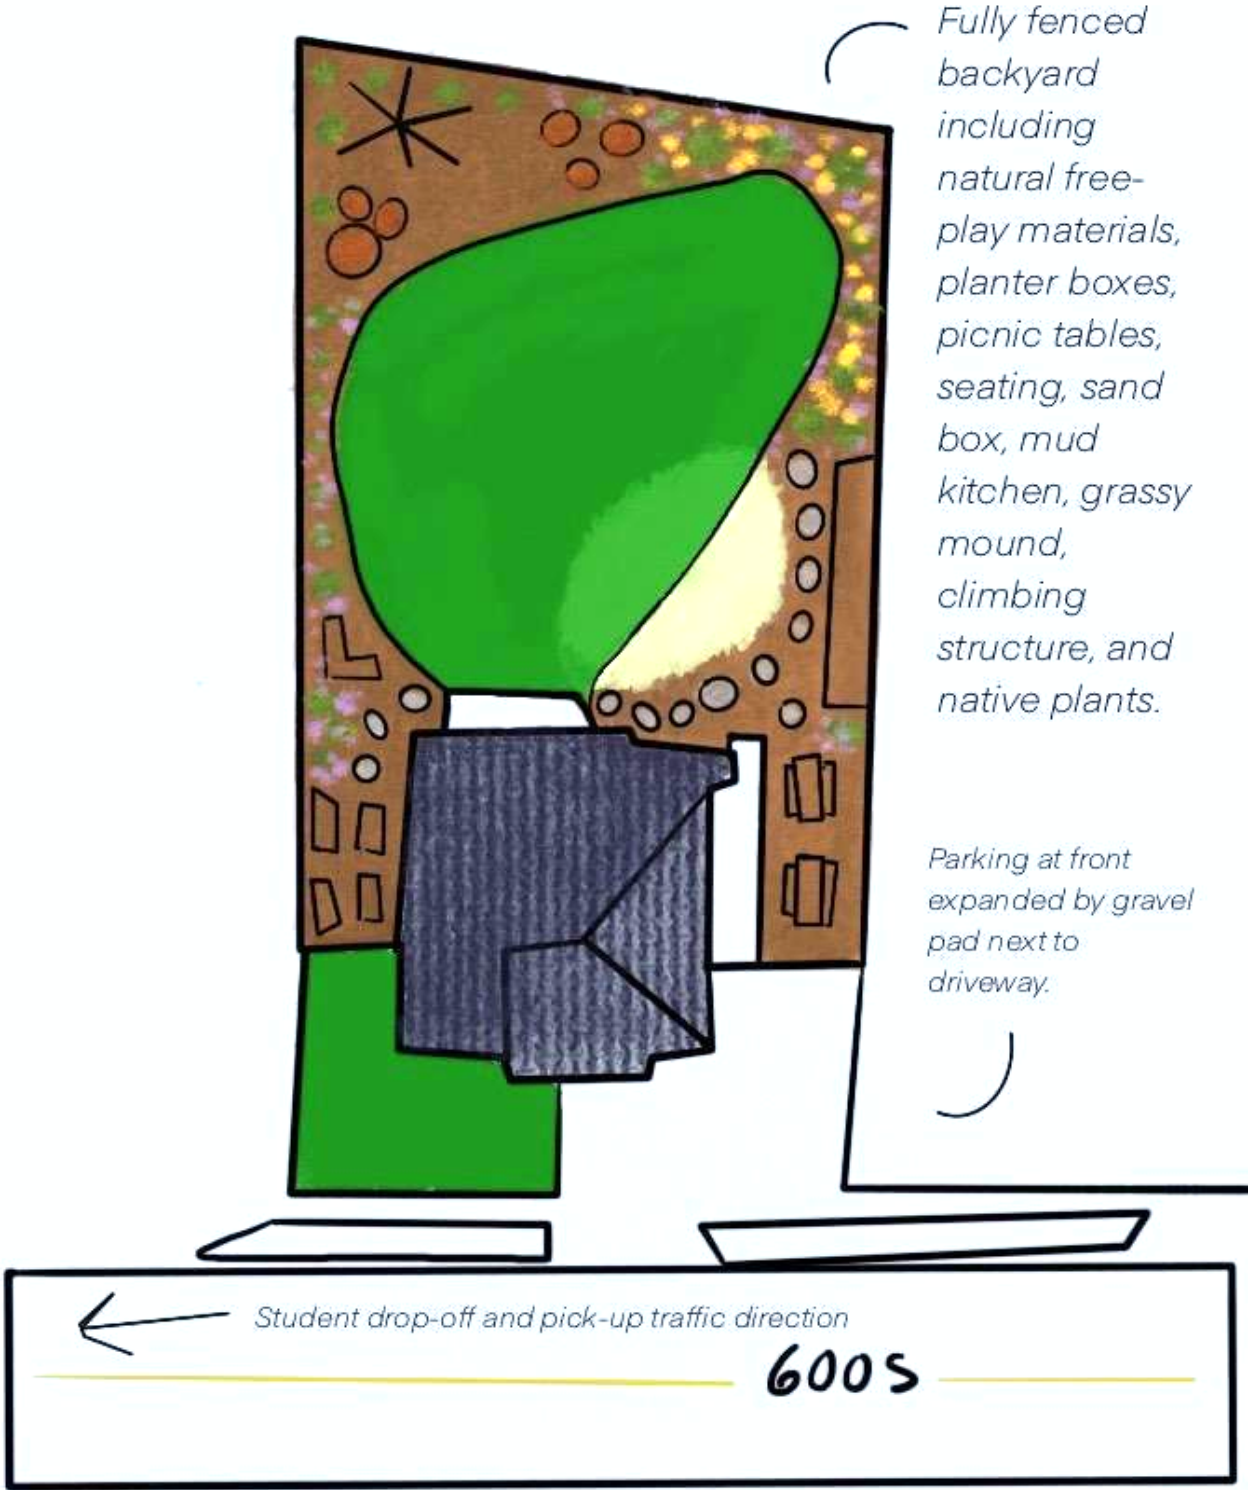 Fully fenced
backyard
including
natural free-
play materials,
planter boxes,
picnic tables,
seating, sand
box, mud
kitchen, grassy
mound,
climbing
structure, and
native plants.
Parking at front
expanded by gravel
pad next to
driveway.
Student drop-off and pick-up traffic direction
600S